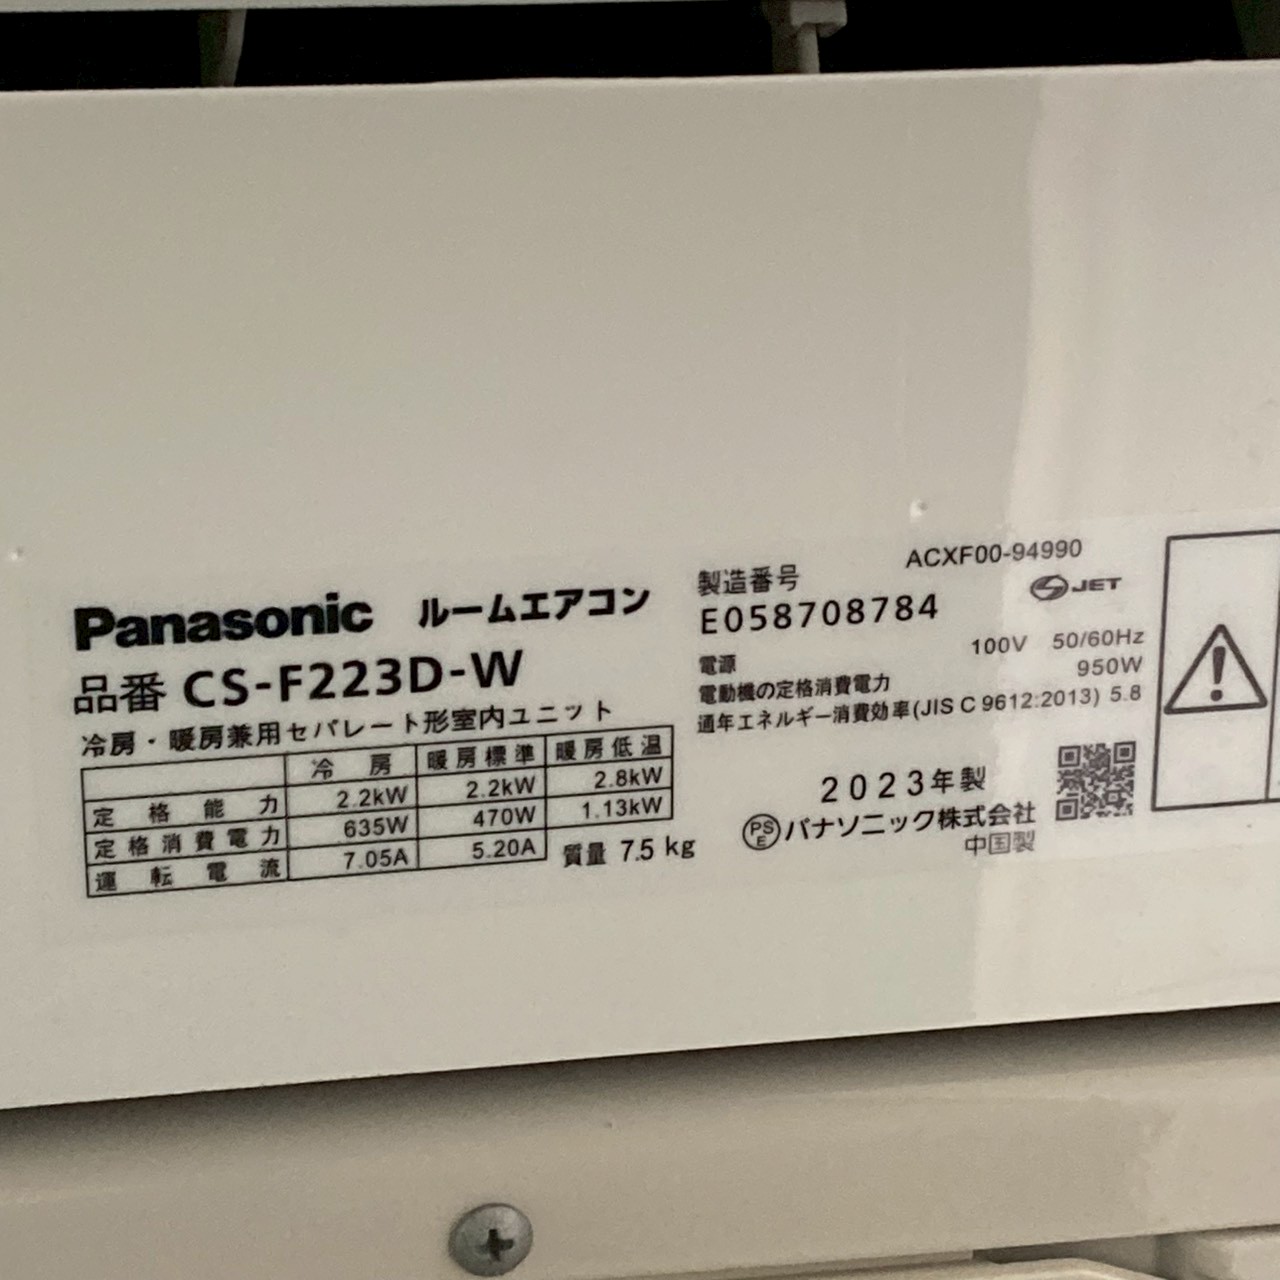 Panasonic ルームエアコン
品番 CS-F223D-W
冷房・暖房兼用セパレート形室内ユニット
冷房 暖房標準 暖房低温
定格能力 2.2kW 2.2kW 2.8kW
定格消費電力 635W 470W 1.13kW
運転電流 7.05A 5.20A
質量 7.5 kg
ACXF00-94990
製造番号
JET
E058708784
電源 100V 50/60Hz
電動機の定格消費電力 950W
通年エネルギー消費効率(JIS C 9612:2013) 5.8
2023年製
PS E パナソニック株式会社
中国製